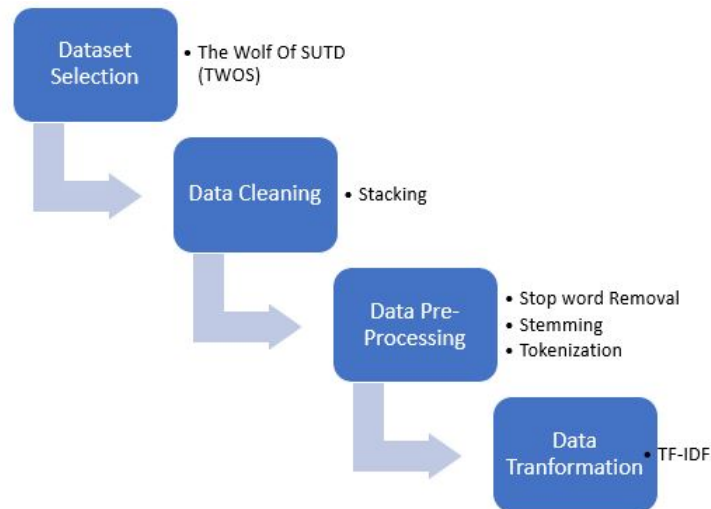 Dataset
Selection
• The Wolf Of SUTD
(TWOS)
Data Cleaning
• Stacking
Data Pre-
Processing
• Stop word Removal
• Stemming
• Tokenization
Data
Tranformation
• TF-IDF